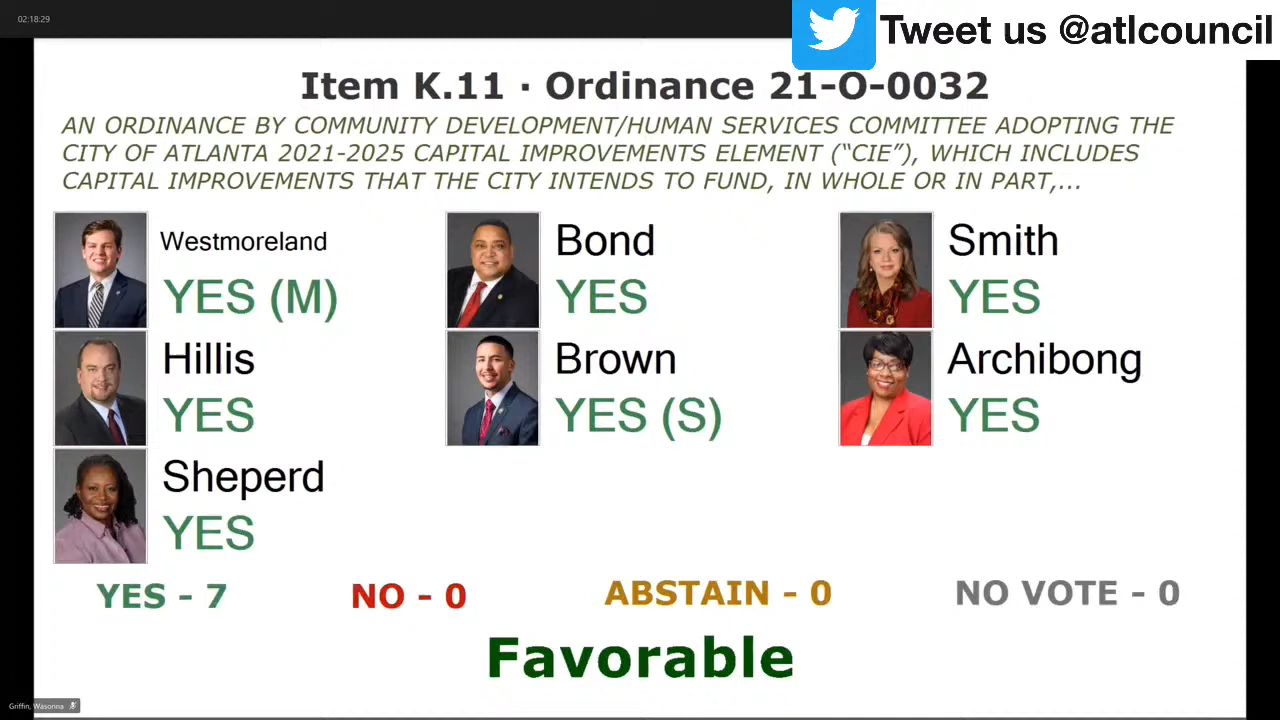 02:18:29
Tweet us @atlcouncil
Item K.11 · Ordinance 21-O-0032
AN ORDINANCE BY COMMUNITY DEVELOPMENT/HUMAN SERVICES COMMITTEE ADOPTING THE
CITY OF ATLANTA 2021-2025 CAPITAL IMPROVEMENTS ELEMENT (“CIE”), WHICH INCLUDES
CAPITAL IMPROVEMENTS THAT THE CITY INTENDS TO FUND, IN WHOLE OR IN PART,...
Westmoreland
YES (M)
Bond
YES
Smith
YES
Hillis
YES
Brown
YES (S)
Archibong
YES
Sheperd
YES
YES - 7
NO - 0
ABSTAIN - 0
NO VOTE - 0
Favorable
Griffin, Wasonna